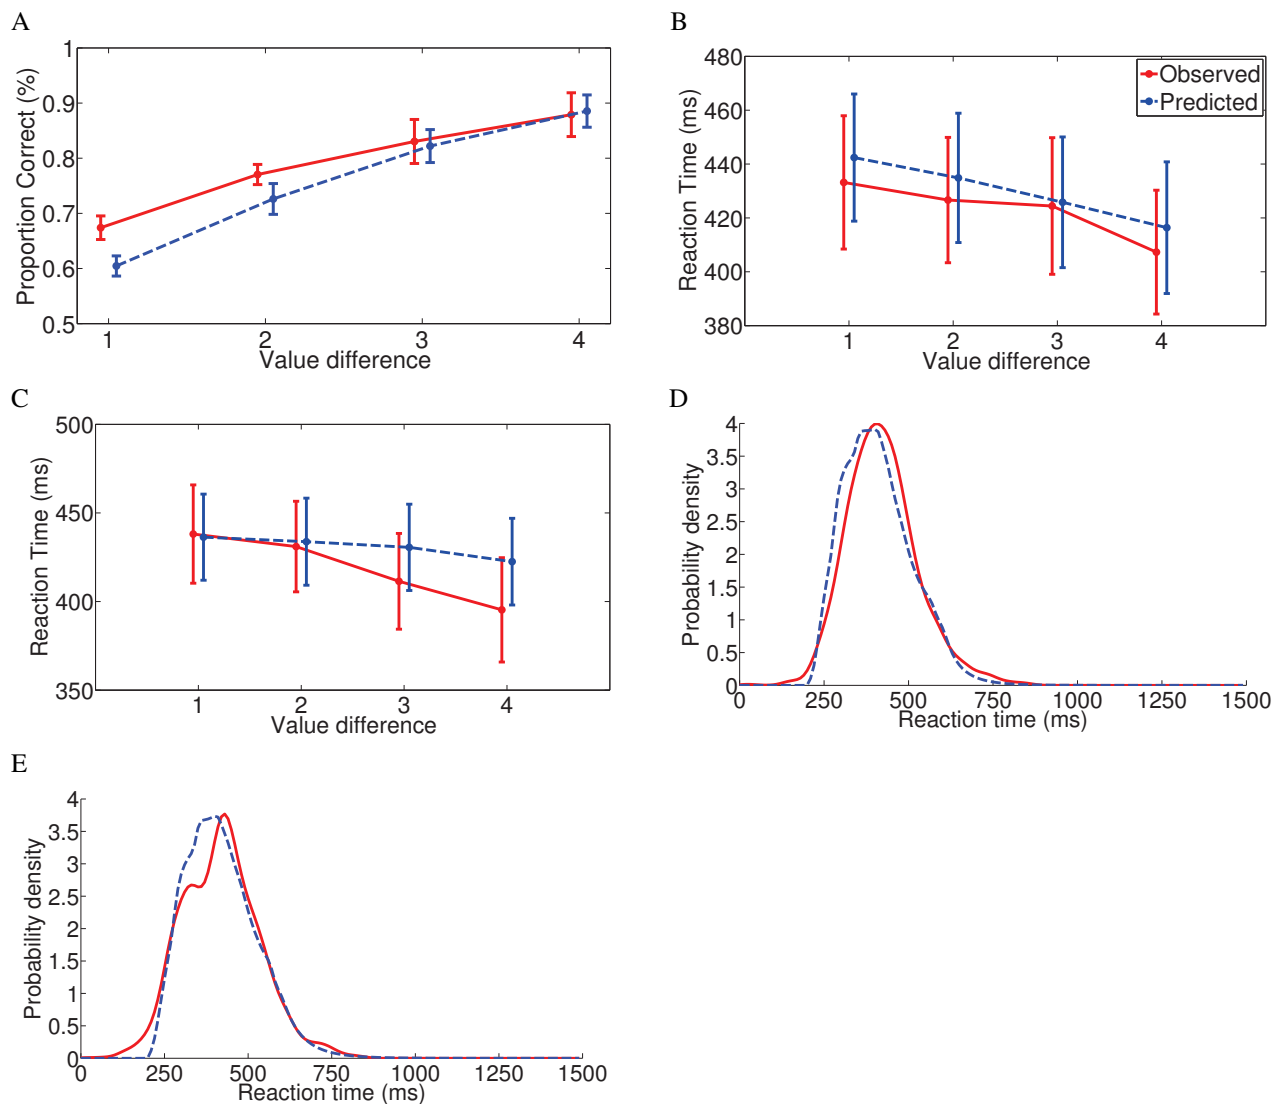 A
Proportion Correct (%)
1
0.9
0.8
0.7
0.6
0.5
1 2 3 4
Value difference
B
Reaction Time (ms)
480
460
440
420
400
380
1 2 3 4
Value difference
Observed
Predicted
C
Reaction Time (ms)
500
450
400
350
1 2 3 4
Value difference
D
Probability density
4
3.5
3
2.5
2
1.5
1
0.5
0
0 250 500 750 1000 1250 1500
Reaction time (ms)
E
Probability density
4
3.5
3
2.5
2
1.5
1
0.5
0
0 250 500 750 1000 1250 1500
Reaction time (ms)